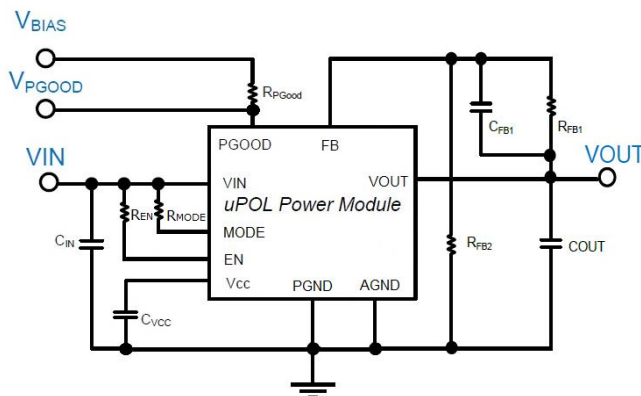 VBIAS
VPGOOD
RPGood
VIN
PGOOD
FB
CFB1
RFB1
VOUT
VIN
VOUT
uPOL Power Module
REN
RMODE
MODE
CIN
EN
RFB2
COUT
Vcc
PGND
AGND
CVCC